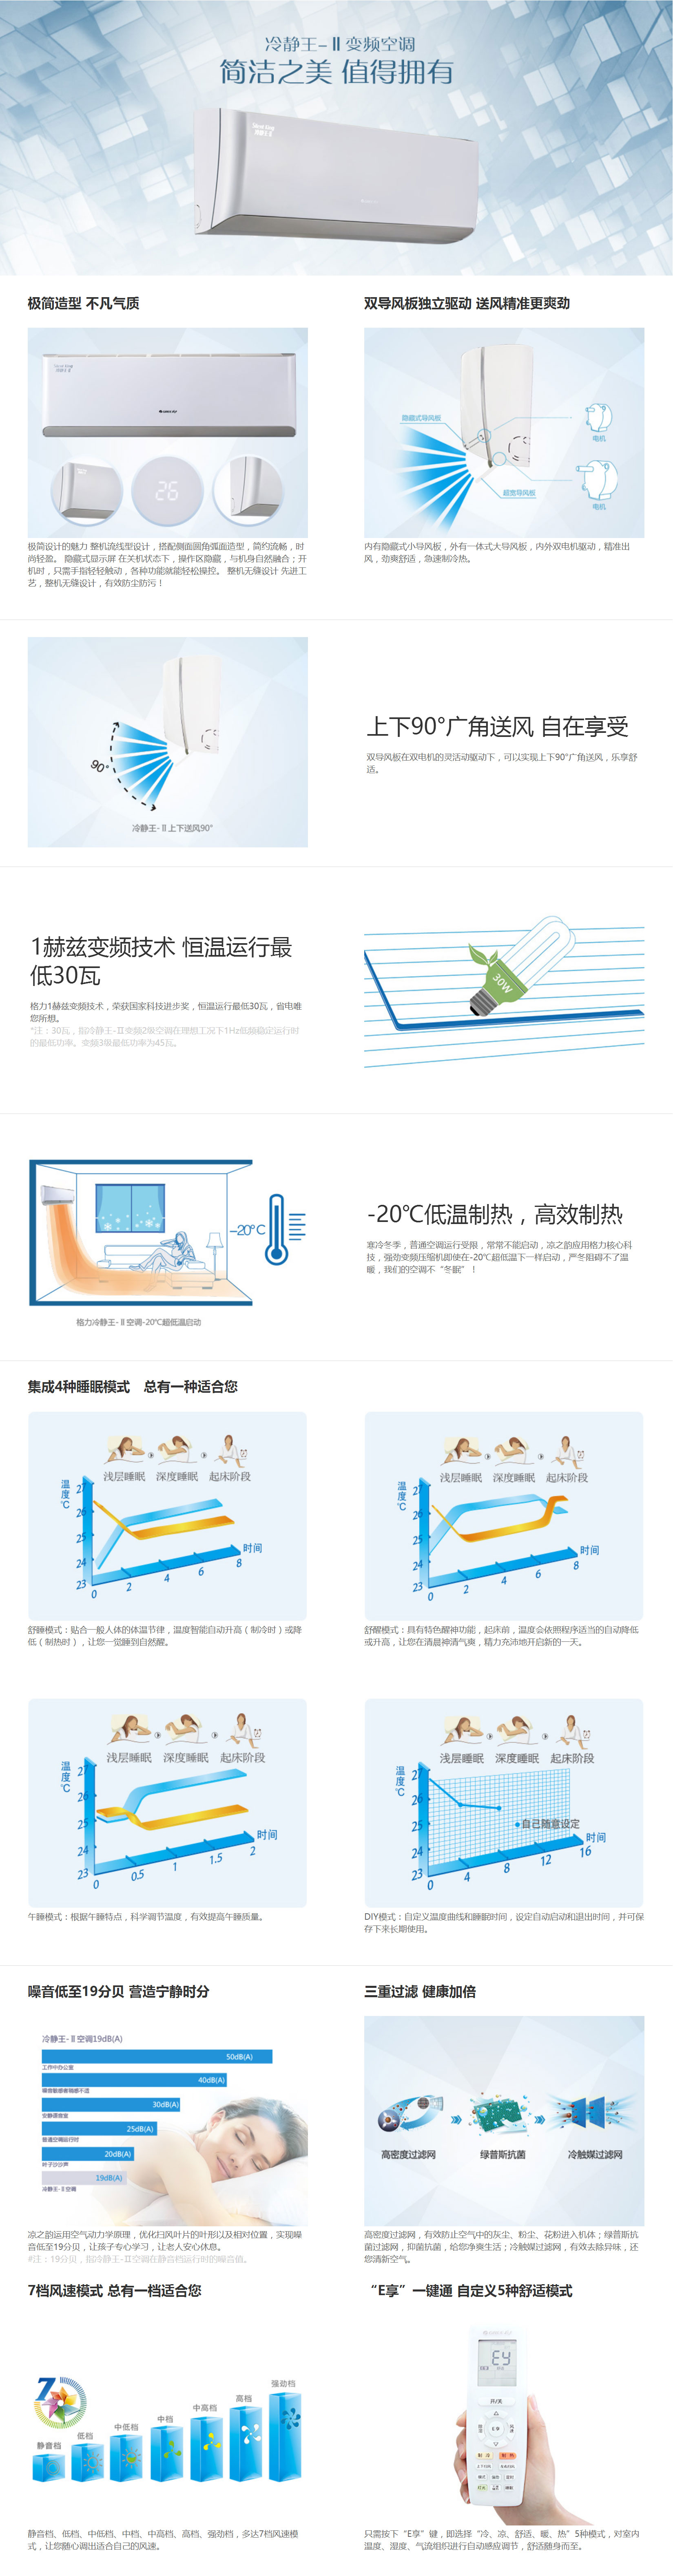 冷静王-Ⅱ变频空调
简洁之美 值得拥有
极简造型 不凡气质
26
极简设计的魅力 整机流线型设计，搭配侧面圆角弧面造型，简约流畅，时
尚轻盈。 隐藏式显示屏 在关机状态下，操作区隐藏，与机身自然融合；开
机时，只需手指轻轻触动，各种功能就能轻松操控。 整机无缝设计 先进工
艺，整机无缝设计，有效防尘防污！
双导风板独立驱动 送风精准更爽劲
隐藏式导风板
电机
超宽导风板
电机
内有隐藏式小导风板，外有一体式大导风板，内外双电机驱动，精准出
风，劲爽舒适，急速制冷热。
90°
冷静王-Ⅱ上下送风90°
上下90°广角送风 自在享受
双导风板在双电机的灵活动驱动下，可以实现上下90°广角送风，乐享舒
适。
1赫兹变频技术 恒温运行最
低30瓦
格力1赫兹变频技术，荣获国家科技进步奖，恒温运行最低30瓦，省电唯
您所想。
*注：30瓦，指冷静王-Ⅱ变频2级空调在理想工况下1Hz低频稳定运行时
的最低功率。变频3级最低功率为45瓦。
30W
-20°C
格力冷静王-Ⅱ空调-20℃超低温启动
-20℃低温制热，高效制热
寒冷冬季，普通空调运行受限，常常不能启动，凉之韵应用格力核心科
技，强劲变频压缩机即使在-20℃超低温下一样启动，严冬阻碍不了温
暖，我们的空调不“冬眠”！
集成4种睡眠模式 总有一种适合您
浅层睡眠 深度睡眠 起床阶段
温度℃
27
26
25
24
23
0 2 4 6 8
时间
舒睡模式：贴合一般人体的体温节律，温度智能自动升高（制冷时）或降
低（制热时），让您一觉睡到自然醒。
浅层睡眠 深度睡眠 起床阶段
温度℃
27
26
25
24
23
0 2 4 6 8
时间
舒醒模式：具有特色醒神功能，起床前，温度会依照程序适当的自动降低
或升高，让您在清晨神清气爽，精力充沛地开启新的一天。
浅层睡眠 深度睡眠 起床阶段
温度℃
27
26
25
24
23
0 0.5 1 1.5 2
时间
午睡模式：根据午睡特点，科学调节温度，有效提高午睡质量。
浅层睡眠 深度睡眠 起床阶段
温度℃
27
26
25
24
23
自己随意设定
0 4 8 12 16
时间
DIY模式：自定义温度曲线和睡眠时间，设定自动启动和退出时间，并可保
存下来长期使用。
噪音低至19分贝 营造宁静时分
冷静王-Ⅱ空调19dB(A)
50dB(A)
工作中办公室
40dB(A)
噪音敏感者稍感不适
30dB(A)
安静课音室
25dB(A)
普通空调运行时
20dB(A)
叶子沙沙声
19dB(A)
冷静王-Ⅱ空调
凉之韵运用空气动力学原理，优化扫风叶片的叶形以及相对位置，实现噪
音低至19分贝，让孩子专心学习，让老人安心休息。
#注：19分贝，指冷静王-Ⅱ空调在静音档运行时的噪音值。
三重过滤 健康加倍
高密度过滤网 绿普斯抗菌 冷触媒过滤网
高密度过滤网，有效防止空气中的灰尘、粉尘、花粉进入机体；绿普斯抗
菌过滤网，抑菌抗菌，给您净爽生活；冷触媒过滤网，有效去除异味，还
您清新空气。
7档风速模式 总有一档适合您
7
静音档
低档
中低档
中档
中高档
高档
强劲档
静音档、低档、中低档、中档、中高档、高档、强劲档，多达7档风速模
式，让您随心调出适合自己的风速。
“E享”一键通 自定义5种舒适模式
开/关
E享
风速
制冷 制热
只需按下“E享”键，即选择“冷、凉、舒适、暖、热”5种模式，对室内
温度、湿度、气流组织进行自动感应调节，舒适随身而至。